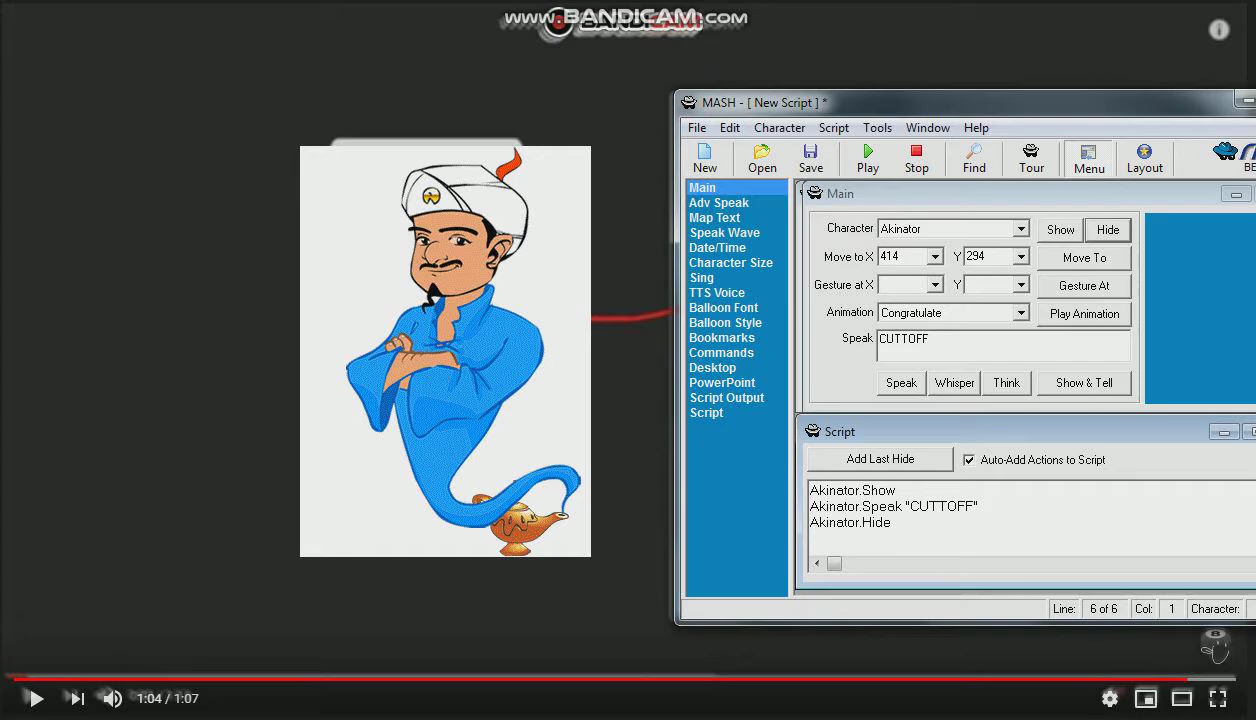 www.BANDICAM.com
MASH - [ New Script ] *
File Edit Character Script Tools Window Help
New Open Save Play Stop Find Tour Menu Layout BE
Main
Adv Speak
Map Text
Speak Wave
Date/Time
Character Size
Sing
TTS Voice
Balloon Font
Balloon Style
Bookmarks
Commands
Desktop
PowerPoint
Script Output
Script
Main
Character Akinator Show Hide
Move to X 414 Y 294 Move To
Gesture at X Y Gesture At
Animation Congratulate Play Animation
Speak CUTTOFF
Speak Whisper Think Show & Tell
Script
Add Last Hide Auto-Add Actions to Script
Akinator.Show
Akinator.Speak "CUTTOFF"
Akinator.Hide
Line: 6 of 6 Col: 1 Character:
1:04 / 1:07